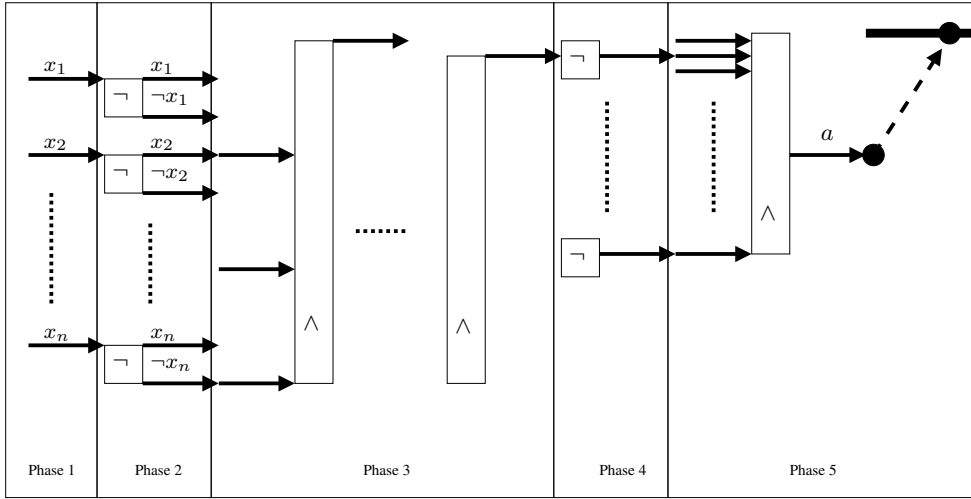 x₁ x₁
¬ ¬x₁
x₂ x₂
¬ ¬x₂
xₙ xₙ
¬ ¬xₙ
∧ ∧
¬
¬
∧
a
Phase 1 Phase 2 Phase 3 Phase 4 Phase 5